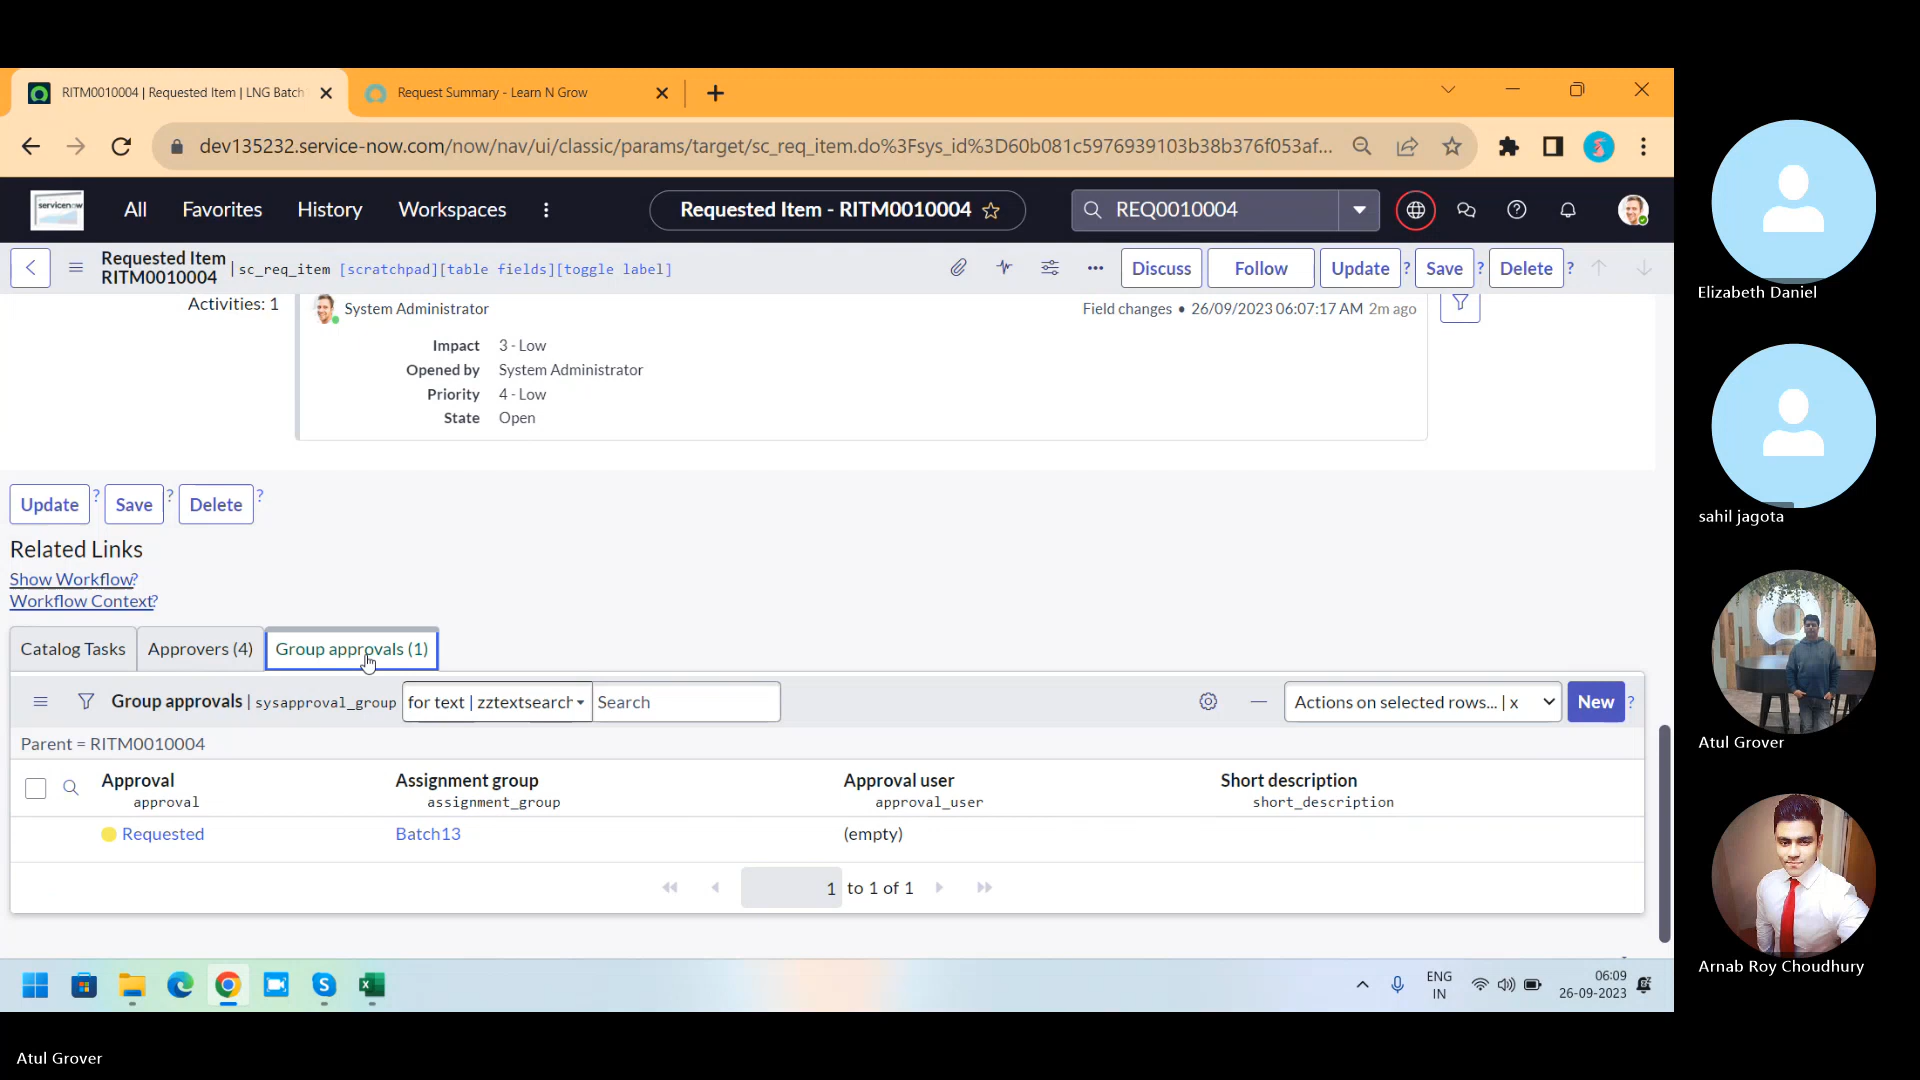 RITM0010004 | Requested Item | LNG Batch
Request Summary - Learn N Grow
dev135232.service-now.com/now/nav/ui/classic/params/target/sc_req_item.do%3Fsys_id%3D60b081c5976939103b38b376f053af...
servicenow
All
Favorites
History
Workspaces
Requested Item - RITM0010004
REQ0010004
Requested Item
RITM0010004
sc_req_item [scratchpad][table fields][toggle label]
Discuss
Follow
Update ?
Save ?
Delete ?
Activities: 1
System Administrator
Field changes • 26/09/2023 06:07:17 AM 2m ago
Impact 3 - Low
Opened by System Administrator
Priority 4 - Low
State Open
Update ? Save ? Delete ?
Related Links
Show Workflow?
Workflow Context?
Catalog Tasks
Approvers (4)
Group approvals (1)
Group approvals | sysapproval_group
for text | zztextsearch
Search
Actions on selected rows... | x
New ?
Parent = RITM0010004
Approval Assignment group Approval user Short description
approval assignment_group approval_user short_description
Requested Batch13 (empty)
1 to 1 of 1
ENG
IN
06:09
26-09-2023
Elizabeth Daniel
sahil jagota
Atul Grover
Arnab Roy Choudhury
Atul Grover